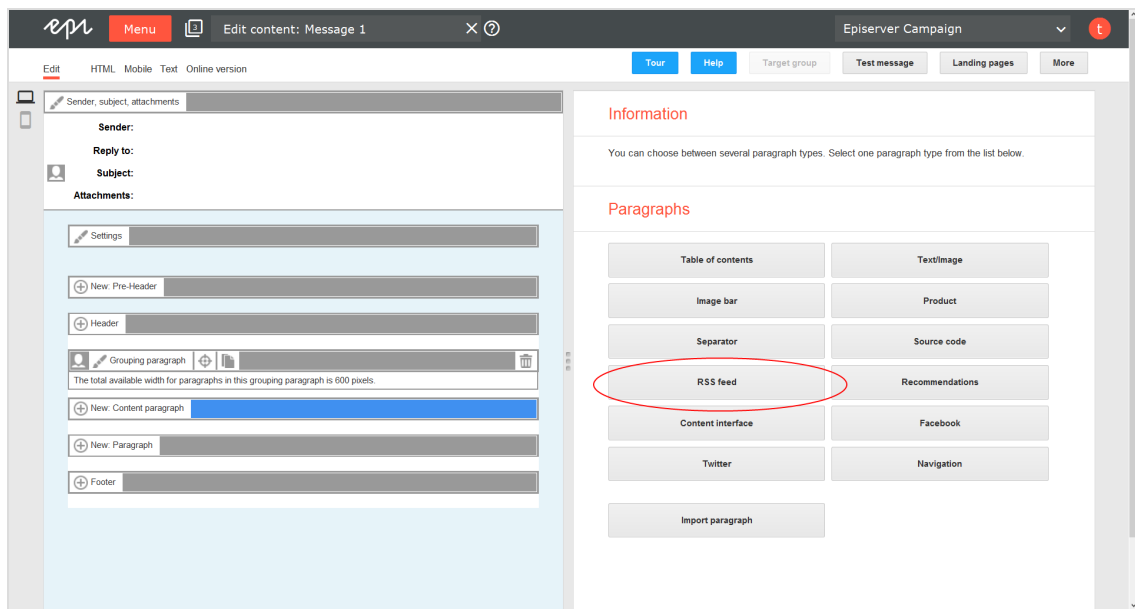 epi Menu 3 Edit content: Message 1 Episerver Campaign t
Edit HTML Mobile Text Online version Tour Help Target group Test message Landing pages More
Sender, subject, attachments
Sender:
Reply to:
Subject:
Attachments:
Settings
New: Pre-Header
Header
Grouping paragraph
The total available width for paragraphs in this grouping paragraph is 600 pixels.
New: Content paragraph
New: Paragraph
Footer
Information
You can choose between several paragraph types. Select one paragraph type from the list below.
Paragraphs
Table of contents Text/Image
Image bar Product
Separator Source code
RSS feed Recommendations
Content interface Facebook
Twitter Navigation
Import paragraph